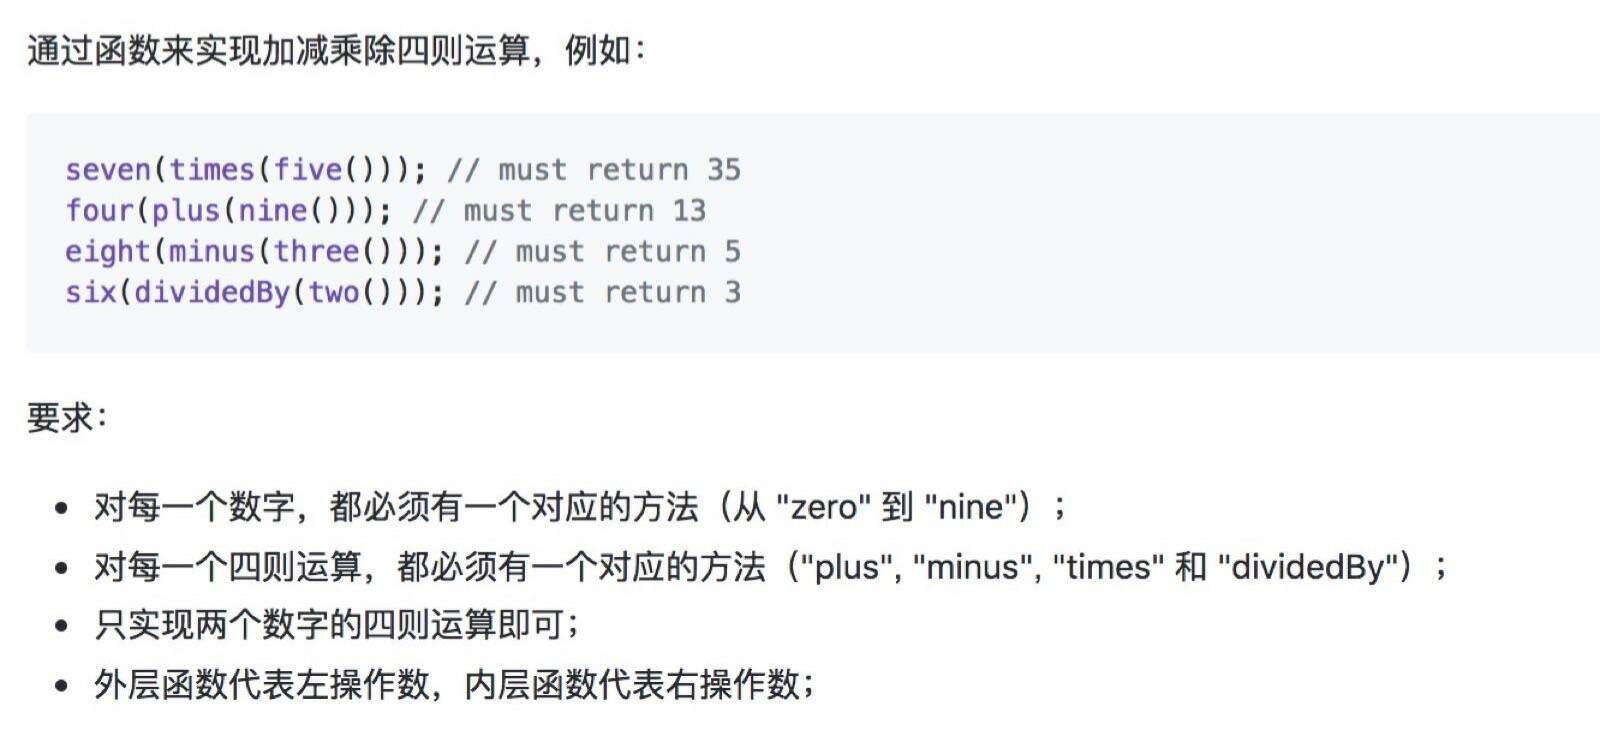 通过函数来实现加减乘除四则运算，例如：
seven(times(five())); // must return 35
four(plus(nine())); // must return 13
eight(minus(three())); // must return 5
six(dividedBy(two())); // must return 3
要求：
• 对每一个数字，都必须有一个对应的方法（从 "zero" 到 "nine"）；
• 对每一个四则运算，都必须有一个对应的方法（"plus", "minus", "times" 和 "dividedBy"）；
• 只实现两个数字的四则运算即可；
• 外层函数代表左操作数，内层函数代表右操作数；